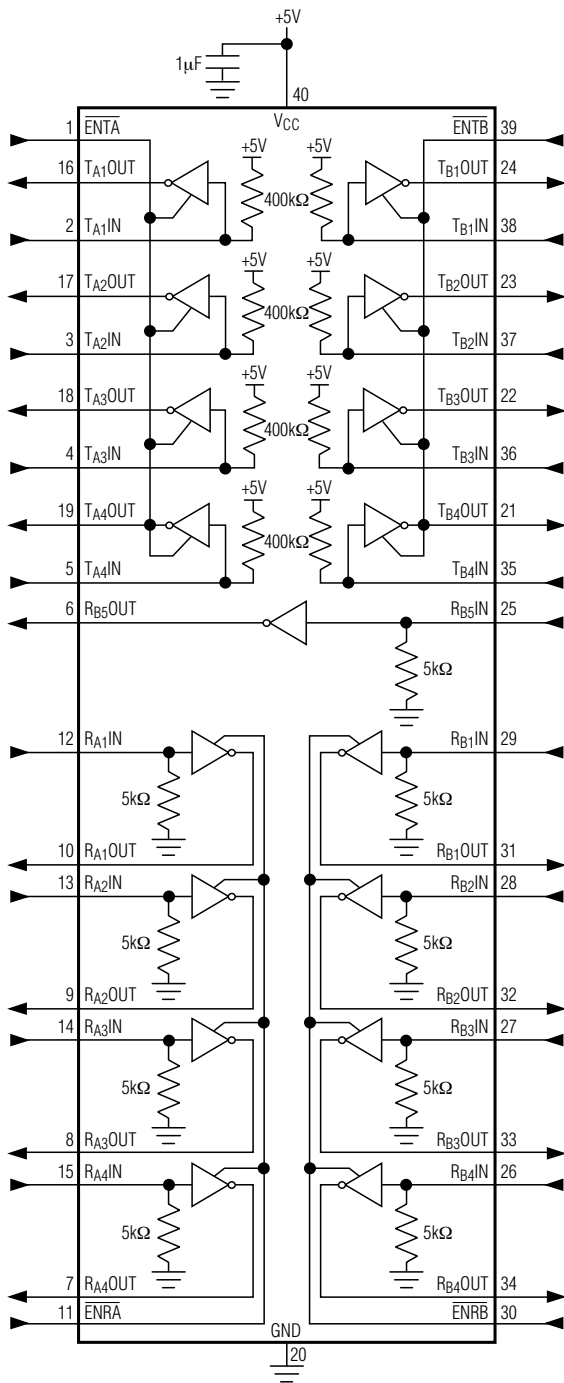 +5V
1μF
40
VCC
1 ENTA ENTB 39
16 TA1OUT +5V +5V TB1OUT 24
400kΩ
2 TA1IN TB1IN 38
17 TA2OUT +5V +5V TB2OUT 23
400kΩ
3 TA2IN TB2IN 37
18 TA3OUT +5V +5V TB3OUT 22
400kΩ
4 TA3IN TB3IN 36
19 TA4OUT +5V +5V TB4OUT 21
400kΩ
5 TA4IN TB4IN 35
6 RB5OUT RB5IN 25
5kΩ
12 RA1IN RB1IN 29
5kΩ 5kΩ
10 RA1OUT RB1OUT 31
13 RA2IN RB2IN 28
5kΩ 5kΩ
9 RA2OUT RB2OUT 32
14 RA3IN RB3IN 27
5kΩ 5kΩ
8 RA3OUT RB3OUT 33
15 RA4IN RB4IN 26
5kΩ 5kΩ
7 RA4OUT RB4OUT 34
11 ENRA ENRB 30
GND
20